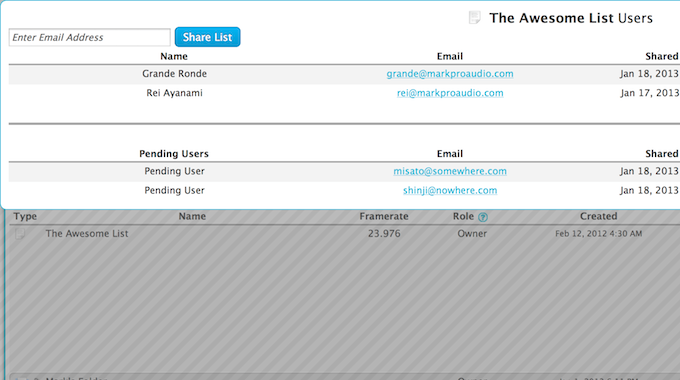 The Awesome List Users
Enter Email Address Share List
Name Email Shared
Grande Ronde grande@markproaudio.com Jan 18, 2013
Rei Ayanami rei@markproaudio.com Jan 17, 2013
Pending Users Email Shared
Pending User misato@somewhere.com Jan 18, 2013
Pending User shinji@nowhere.com Jan 18, 2013
Type Name Framerate Role ? Created
The Awesome List 23.976 Owner Feb 12, 2012 4:30 AM